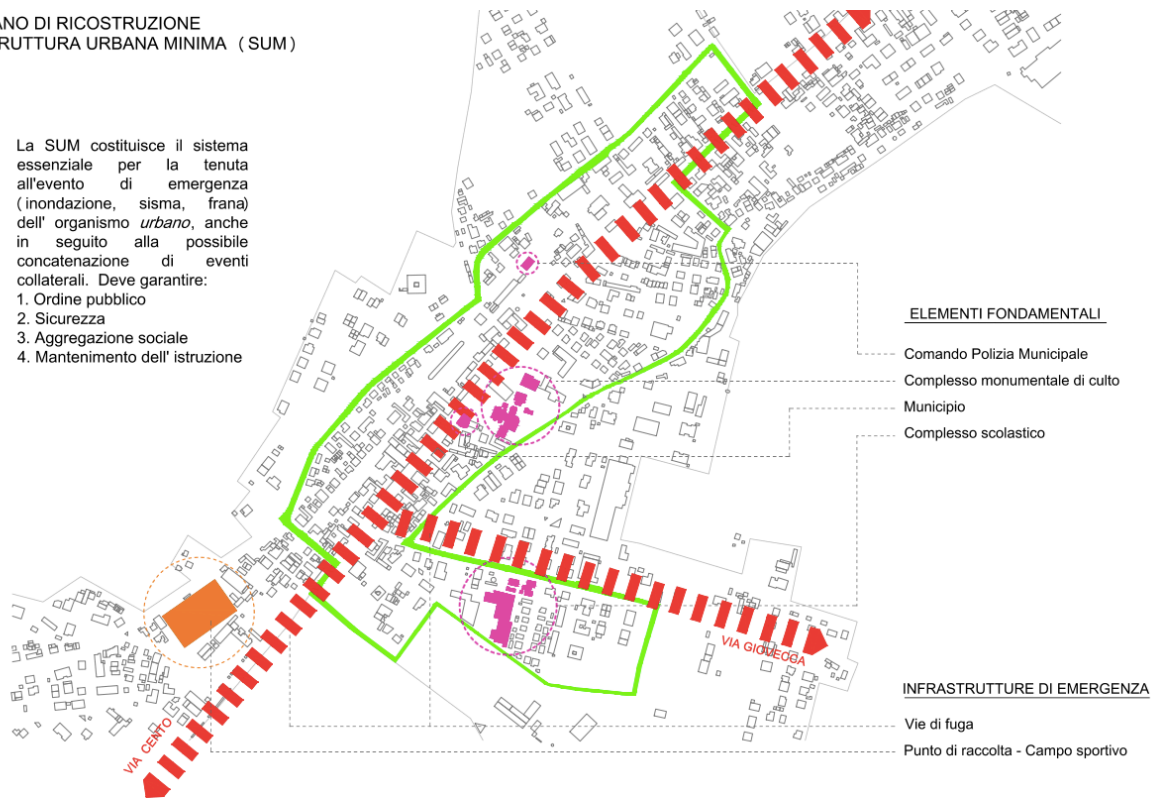 ANO DI RICOSTRUZIONE
RUTTURA URBANA MINIMA ( SUM )
La SUM costituisce il sistema
essenziale per la tenuta
all'evento di emergenza
( inondazione, sisma, frana)
dell' organismo urbano, anche
in seguito alla possibile
concatenazione di eventi
collaterali. Deve garantire:
1. Ordine pubblico
2. Sicurezza
3. Aggregazione sociale
4. Mantenimento dell' istruzione
ELEMENTI FONDAMENTALI
Comando Polizia Municipale
Complesso monumentale di culto
Municipio
Complesso scolastico
VIA GIOVECCA
INFRASTRUTTURE DI EMERGENZA
Vie di fuga
Punto di raccolta - Campo sportivo
VIA CENTO